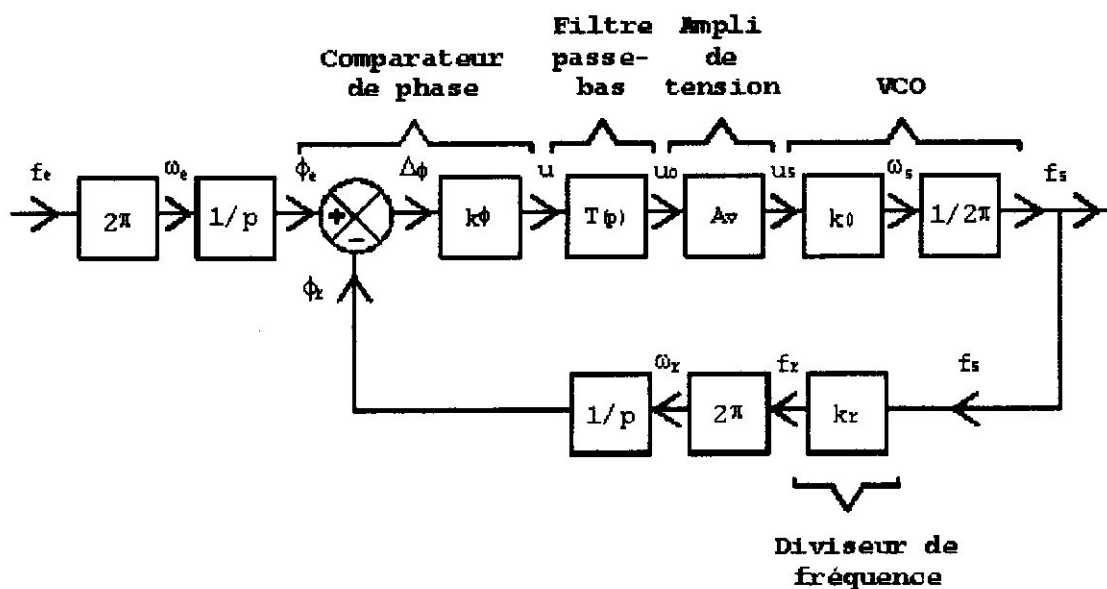 Filtre
passe-
bas
Ampli
de
tension
Comparateur
de phase
VCO
fe
2π
ωe
1/p
ϕe
+
−
Δϕ
kϕ
u
T(p)
u0
Av
us
k0
ωs
1/2π
fs
ϕr
1/p
ωr
2π
fr
kr
fs
Diviseur de
fréquence